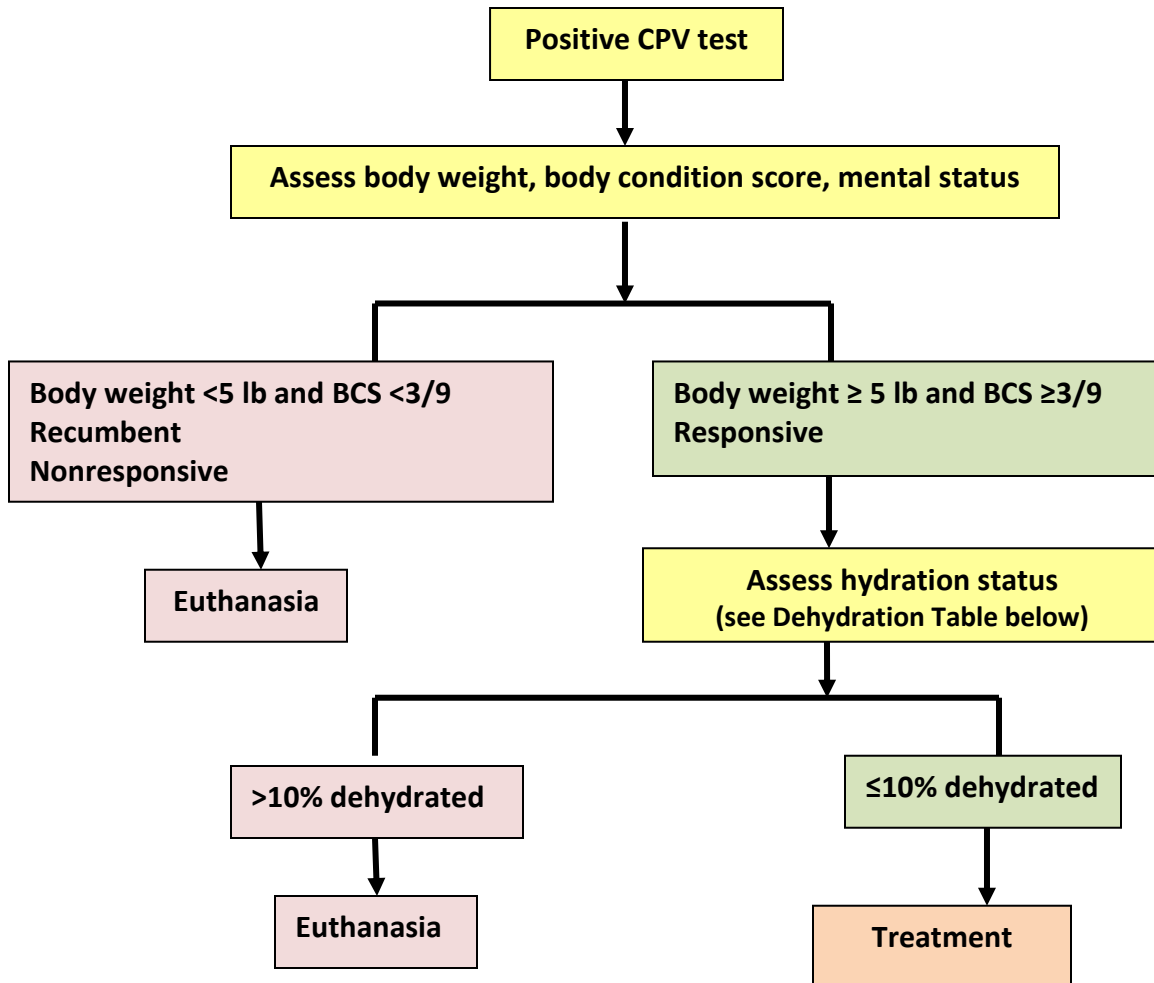 Positive CPV test
Assess body weight, body condition score, mental status
Body weight <5 lb and BCS <3/9
Recumbent
Nonresponsive
Body weight ≥ 5 lb and BCS ≥3/9
Responsive
Euthanasia
Assess hydration status
(see Dehydration Table below)
>10% dehydrated
≤10% dehydrated
Euthanasia
Treatment